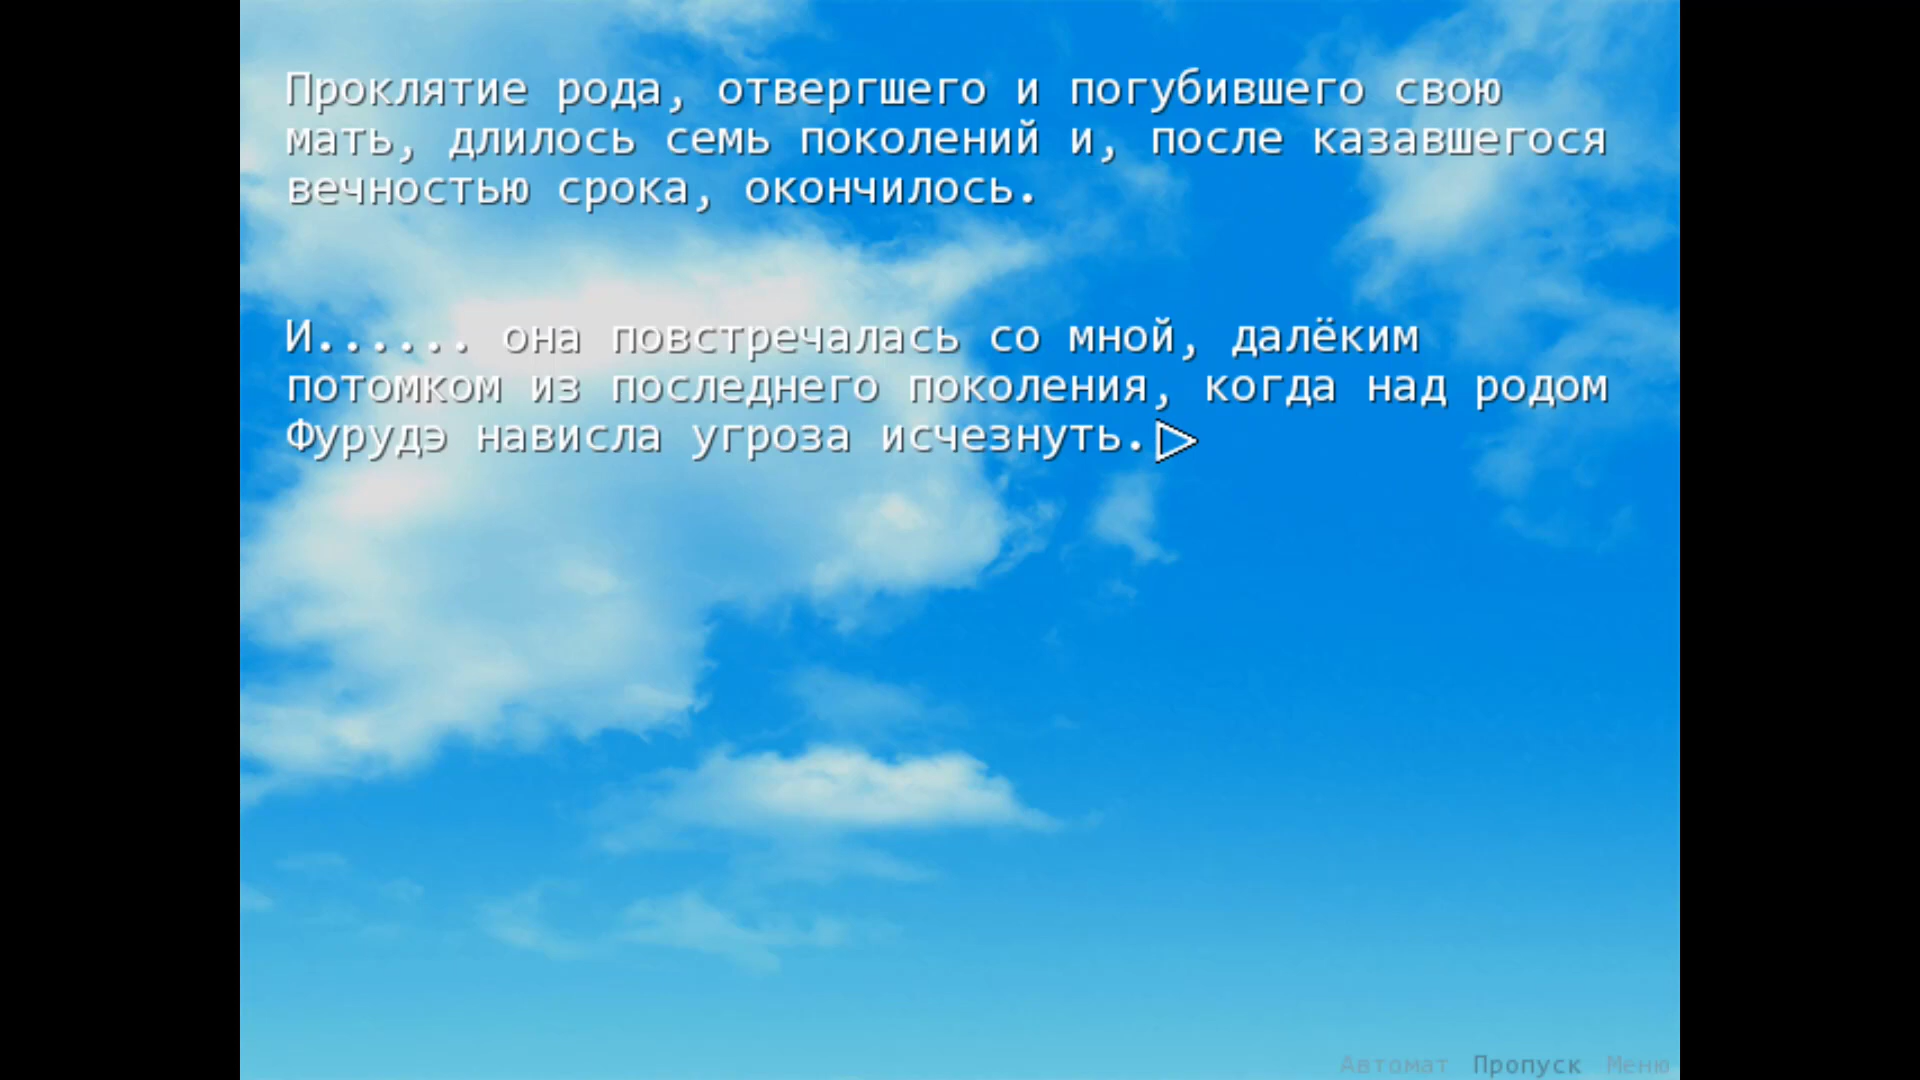 Проклятие рода, отвергшего и погубившего свою
мать, длилось семь поколений и, после казавшегося
вечностью срока, окончилось.
И...... она повстречалась со мной, далёким
потомком из последнего поколения, когда над родом
Фурудэ нависла угроза исчезнуть.
Автомат Пропуск Меню